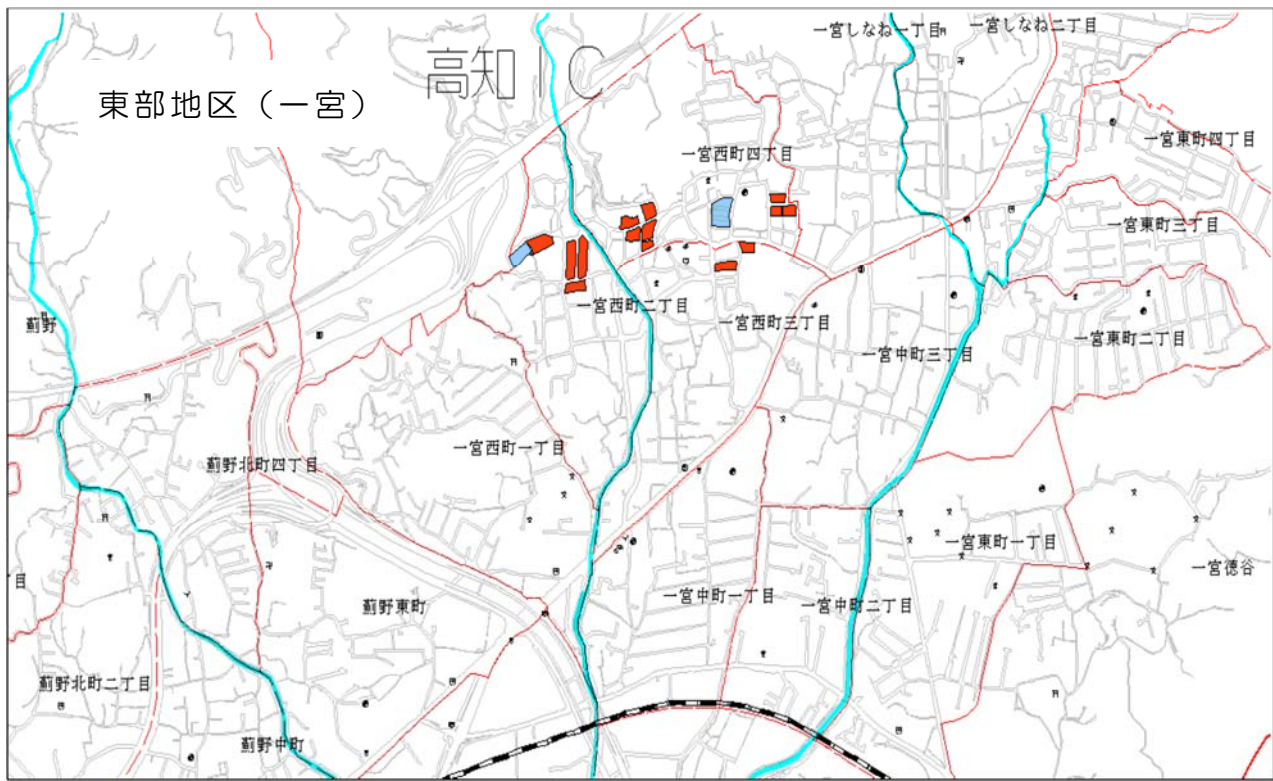 一宮しなね一丁目
一宮しなね二丁目
高知IC
東部地区（一宮）
一宮東町四丁目
一宮西町四丁目
一宮東町三丁目
一宮西町二丁目
薊野
一宮西町三丁目
一宮東町二丁目
一宮中町三丁目
一宮西町一丁目
薊野北町四丁目
一宮東町一丁目
一宮徳谷
丁目
一宮中町一丁目
一宮中町二丁目
薊野東町
薊野北町二丁目
薊野中町